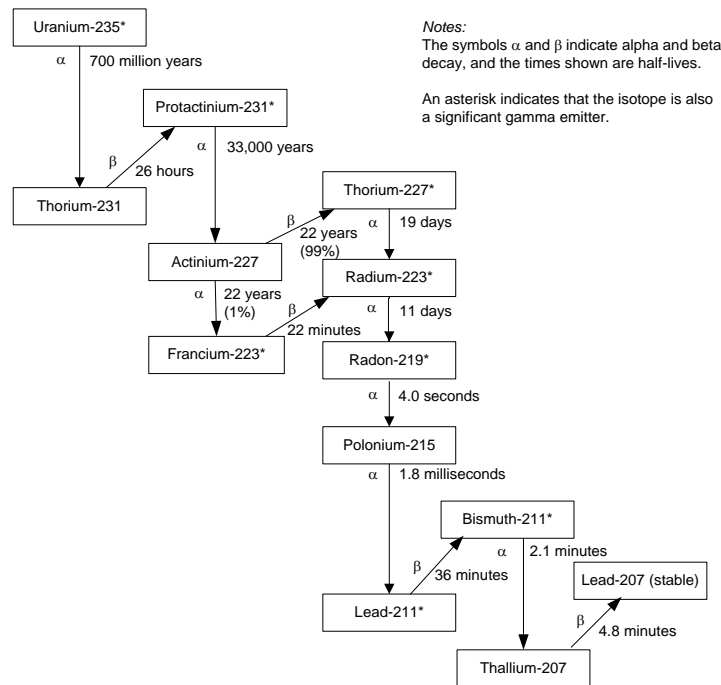 Uranium-235*
α 700 million years
Notes:
The symbols α and β indicate alpha and beta
decay, and the times shown are half-lives.
An asterisk indicates that the isotope is also
a significant gamma emitter.
Protactinium-231*
α 33,000 years
β
26 hours
Thorium-231
Thorium-227*
α 19 days
β
22 years
(99%)
Actinium-227
α 22 years
(1%)
Radium-223*
α 11 days
β
22 minutes
Francium-223*
Radon-219*
α 4.0 seconds
Polonium-215
α 1.8 milliseconds
Bismuth-211*
α 2.1 minutes
β
36 minutes
Lead-211*
Lead-207 (stable)
β
4.8 minutes
Thallium-207